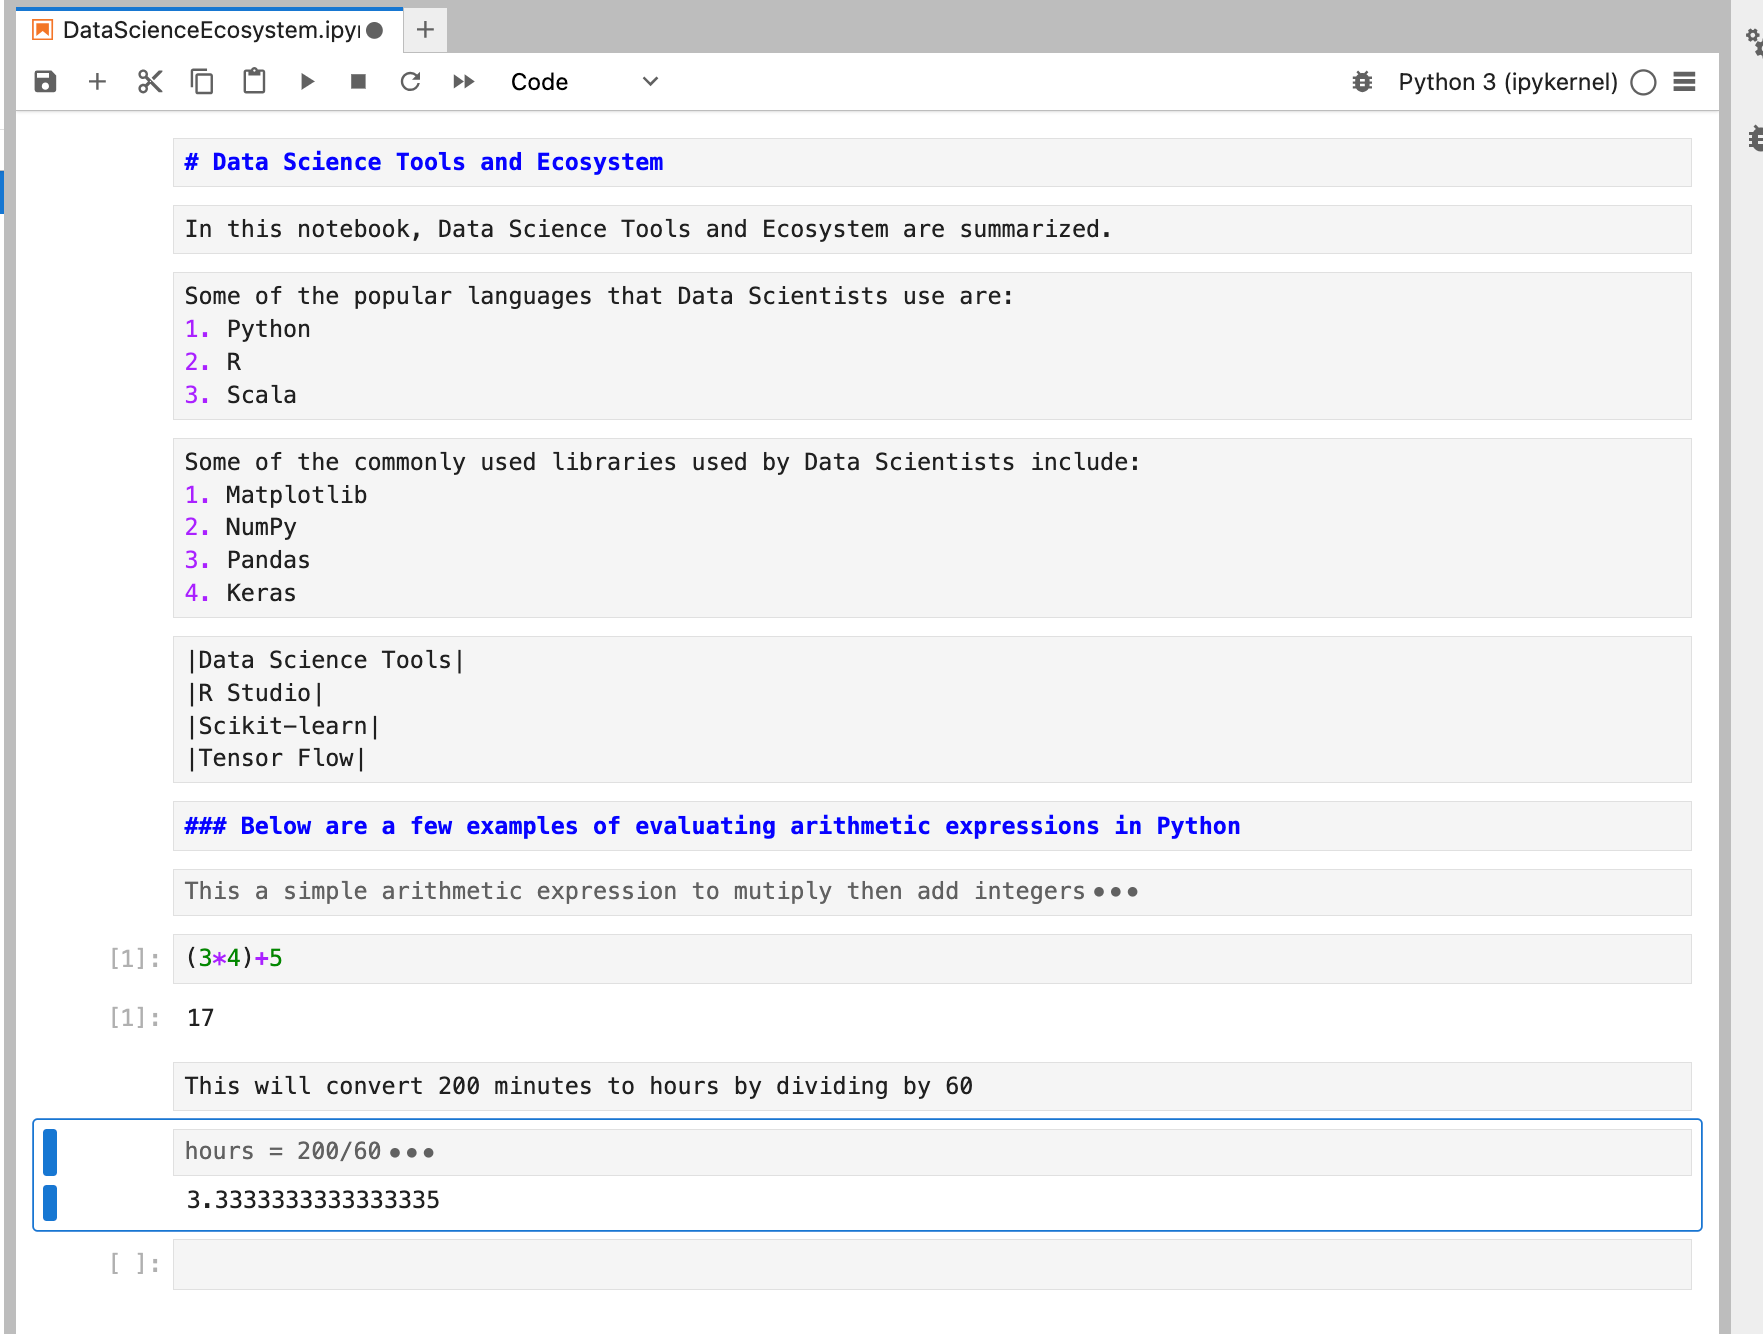 DataScienceEcosystem.ipyn
Code
Python 3 (ipykernel)
# Data Science Tools and Ecosystem
In this notebook, Data Science Tools and Ecosystem are summarized.
Some of the popular languages that Data Scientists use are:
1. Python
2. R
3. Scala
Some of the commonly used libraries used by Data Scientists include:
1. Matplotlib
2. NumPy
3. Pandas
4. Keras
|Data Science Tools|
|R Studio|
|Scikit-learn|
|Tensor Flow|
### Below are a few examples of evaluating arithmetic expressions in Python
This a simple arithmetic expression to mutiply then add integers•••
[1]: (3*4)+5
[1]: 17
This will convert 200 minutes to hours by dividing by 60
hours = 200/60•••
3.3333333333333335
[ ]: